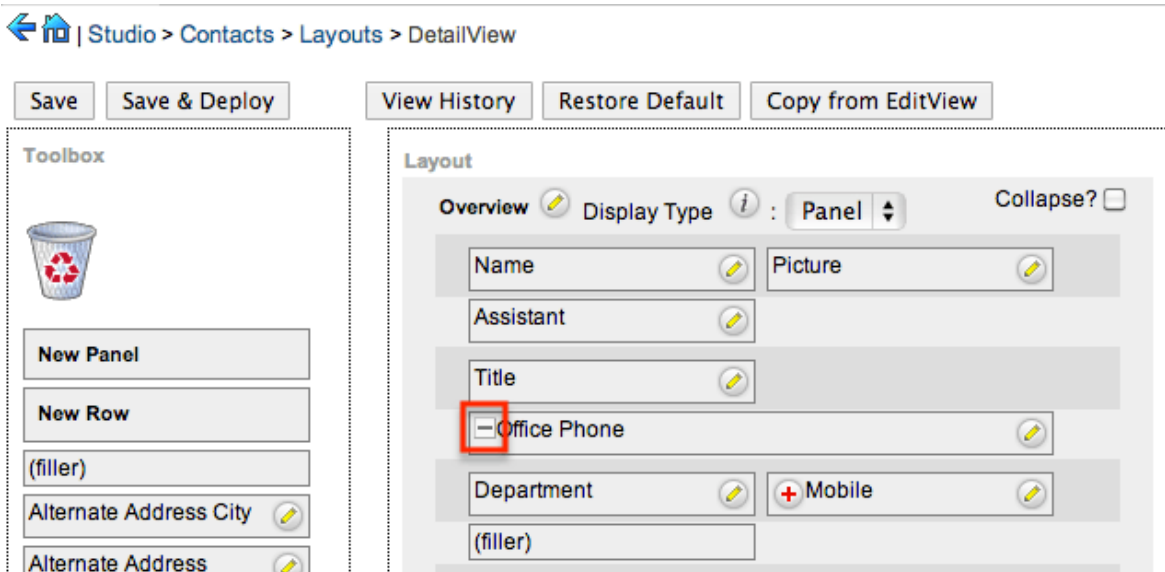 | Studio > Contacts > Layouts > DetailView
Save Save & Deploy View History Restore Default Copy from EditView
Toolbox
New Panel
New Row
(filler)
Alternate Address City
Alternate Address
Layout
Overview Display Type i : Panel Collapse?
Name Picture
Assistant
Title
Office Phone
Department Mobile
(filler)